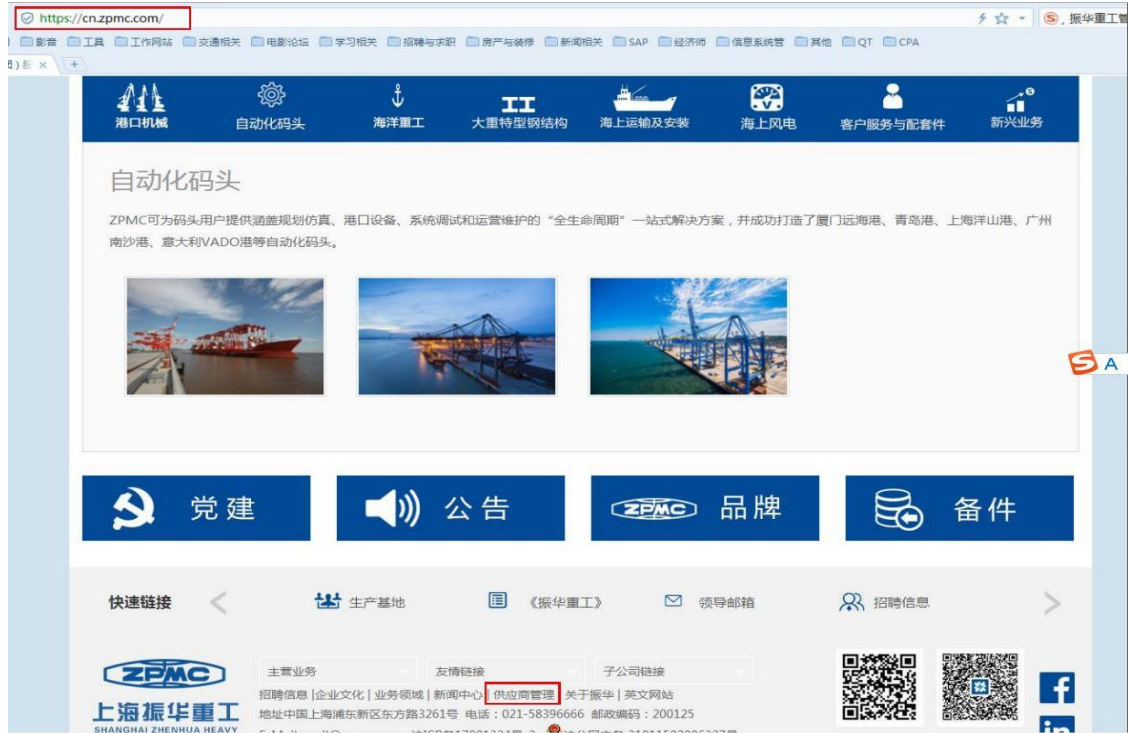 https://cn.zpmc.com/
振华重工管
影音 工具 工作网站 交通相关 电影论坛 学习相关 招聘与求职 房产与装修 新闻相关 SAP 经济师 信息系统管 其他 QT CPA
港口机械 自动化码头 海洋重工 大重特型钢结构 海上运输及安装 海上风电 客户服务与配套件 新兴业务
自动化码头
ZPMC可为码头用户提供涵盖规划仿真、港口设备、系统调试和运营维护的“全生命周期”一站式解决方案，并成功打造了厦门远海港、青岛港、上海洋山港、广州
南沙港、意大利VADO港等自动化码头。
S A
党建 公告 ZPMC 品牌 备件
快速链接 生产基地 《振华重工》 领导邮箱 招聘信息
ZPMC 主营业务 友情链接 子公司链接
招聘信息|企业文化|业务领域|新闻中心|供应商管理|关于振华|英文网站
上海振华重工 地址中国上海浦东新区东方路3261号 电话：021-58396666 邮政编码：200125
SHANGHAI ZHENHUA HEAVY
f
in